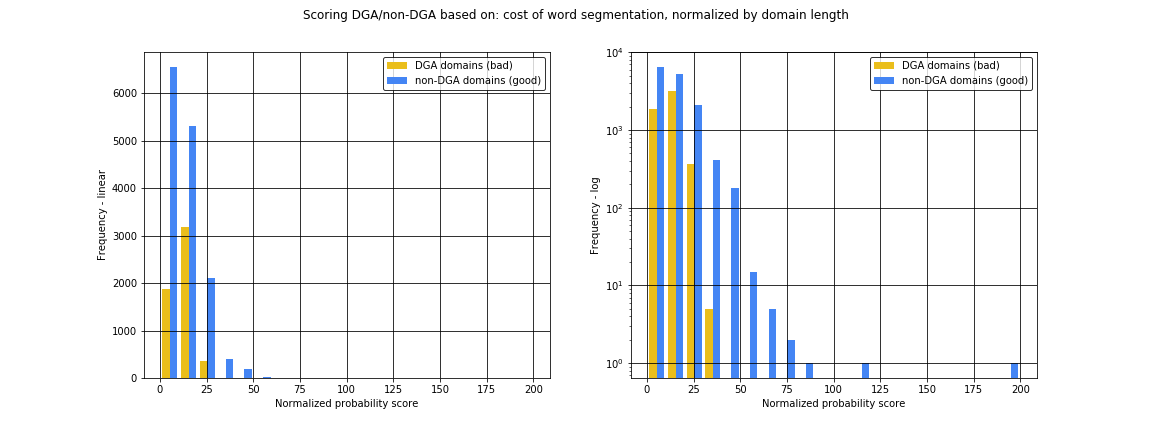 Scoring DGA/non-DGA based on: cost of word segmentation, normalized by domain length
DGA domains (bad)
non-DGA domains (good)
6000
5000
4000
3000
2000
1000
0
Frequency - linear
0 25 50 75 100 125 150 175 200
Normalized probability score
DGA domains (bad)
non-DGA domains (good)
10⁴
10³
10²
10¹
10⁰
Frequency - log
0 25 50 75 100 125 150 175 200
Normalized probability score